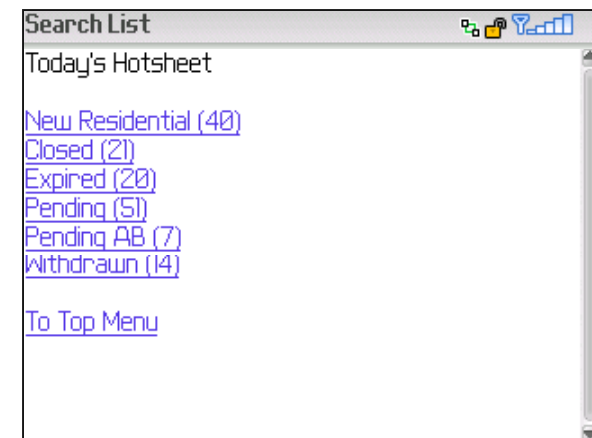 Search List
Today's Hotsheet
New Residential (40)
Closed (21)
Expired (20)
Pending (51)
Pending AB (7)
Withdrawn (14)
To Top Menu